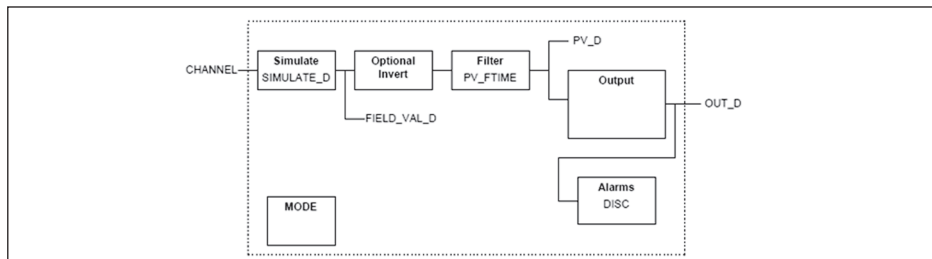 PV_D
CHANNEL
Simulate
SIMULATE_D
Optional
Invert
Filter
PV_FTIME
Output
OUT_D
FIELD_VAL_D
Alarms
DISC
MODE